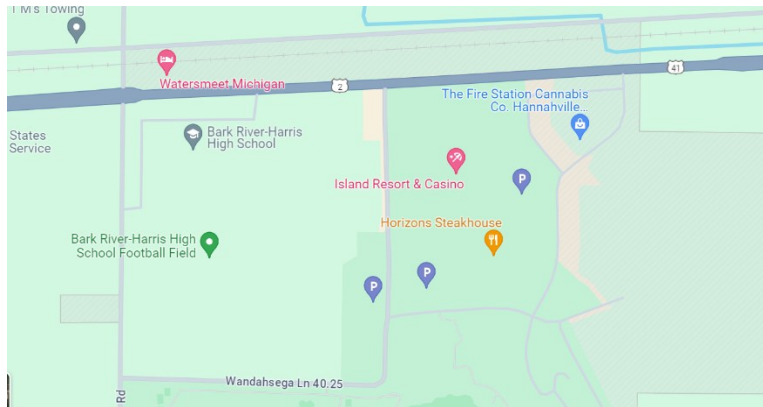 T M's Towing
Watersmeet Michigan
2
41
The Fire Station Cannabis
Co. Hannahville...
States
Service
Bark River-Harris
High School
Island Resort & Casino
P
Horizons Steakhouse
Bark River-Harris High
School Football Field
P
P
Wandahsega Ln 40.25
Rd